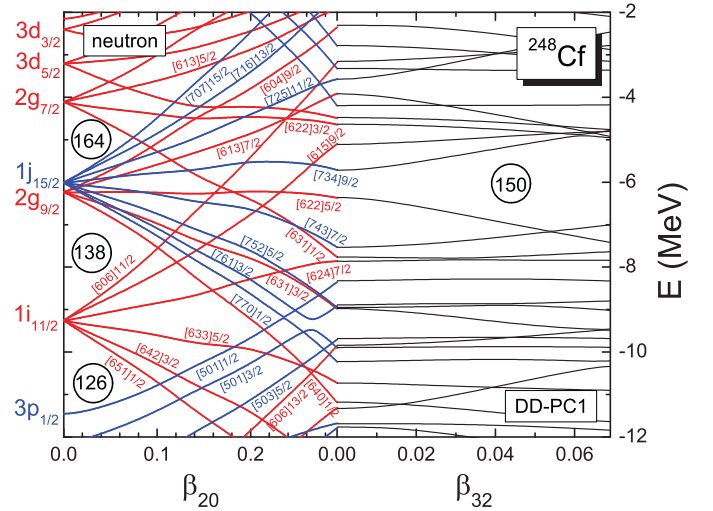 -2
3d3/2
neutron
248Cf
[613]5/2
[707]15/2
[716]13/2
[604]9/2
[725]11/2
3d5/2
-4
2g7/2
[622]3/2
[613]7/2
[615]9/2
164
1j15/2
[734]9/2
150
-6
2g9/2
[622]5/2
[743]7/2
E (MeV)
138
[606]11/2
[752]5/2
[761]3/2
[631]1/2
[624]7/2
-8
[631]3/2
[770]1/2
1i11/2
[633]5/2
[642]3/2
[651]1/2
-10
126
[501]1/2
[501]3/2
[503]5/2
[640]1/2
[606]13/2
3p1/2
DD-PC1
-12
0.0 0.1 0.2 0.00 0.02 0.04 0.06
β20 β32